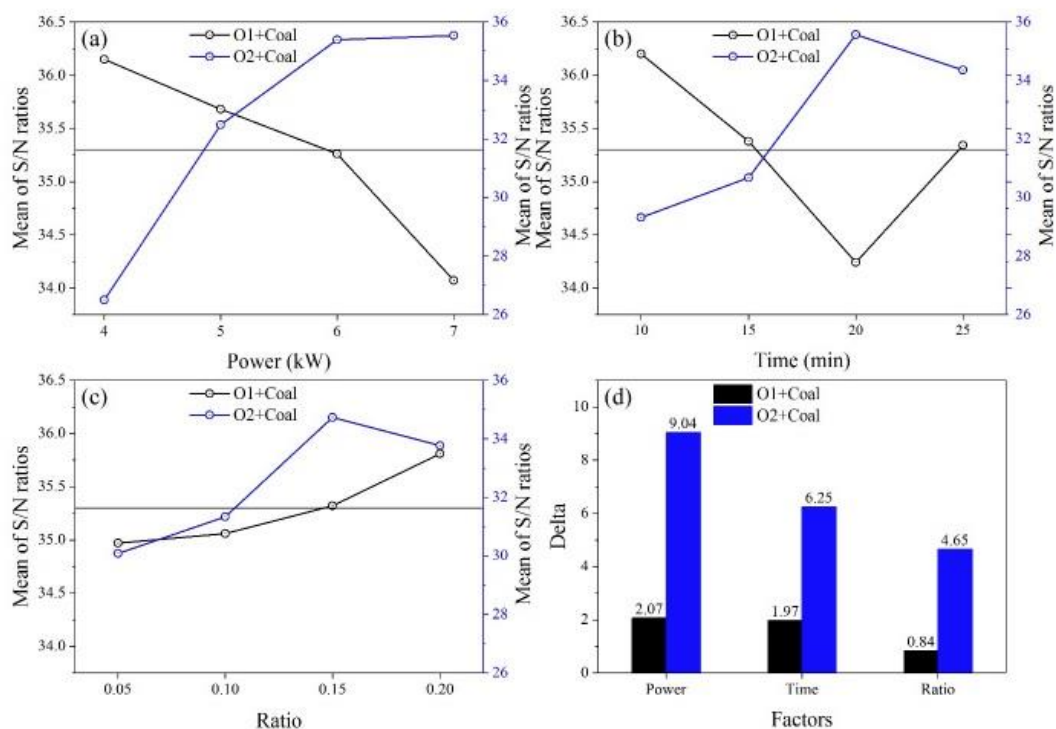 (a)
O1+Coal
O2+Coal
36.5
36.0
35.5
35.0
34.5
34.0
Mean of S/N ratios
36
34
32
30
28
26
Mean of S/N ratios
4
5
6
7
Power (kW)
(b)
O1+Coal
O2+Coal
36.5
36.0
35.5
35.0
34.5
34.0
Mean of S/N ratios
36
34
32
30
28
26
Mean of S/N ratios
10
15
20
25
Time (min)
(c)
O1+Coal
O2+Coal
36.5
36.0
35.5
35.0
34.5
34.0
Mean of S/N ratios
36
34
32
30
28
26
Mean of S/N ratios
0.05
0.10
0.15
0.20
Ratio
(d)
O1+Coal
O2+Coal
10
8
6
4
2
0
Delta
2.07
9.04
1.97
6.25
0.84
4.65
Power
Time
Ratio
Factors